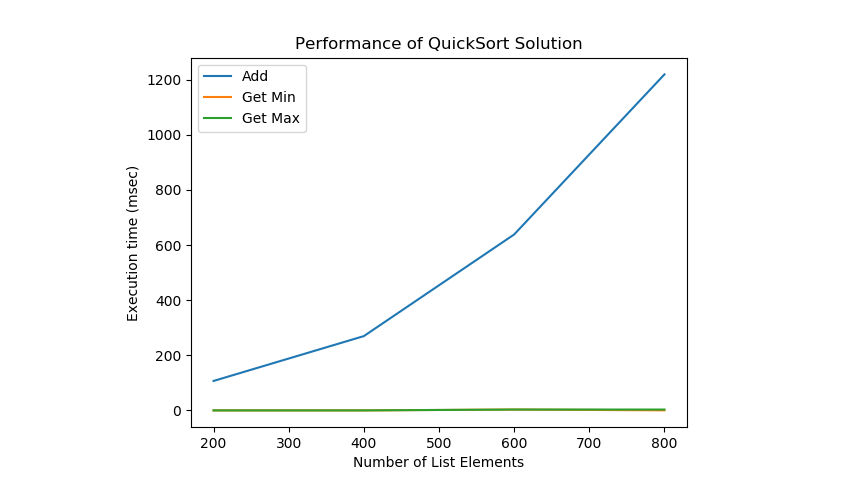 Performance of QuickSort Solution
Add
Get Min
Get Max
Execution time (msec)
1200
1000
800
600
400
200
0
200 300 400 500 600 700 800
Number of List Elements